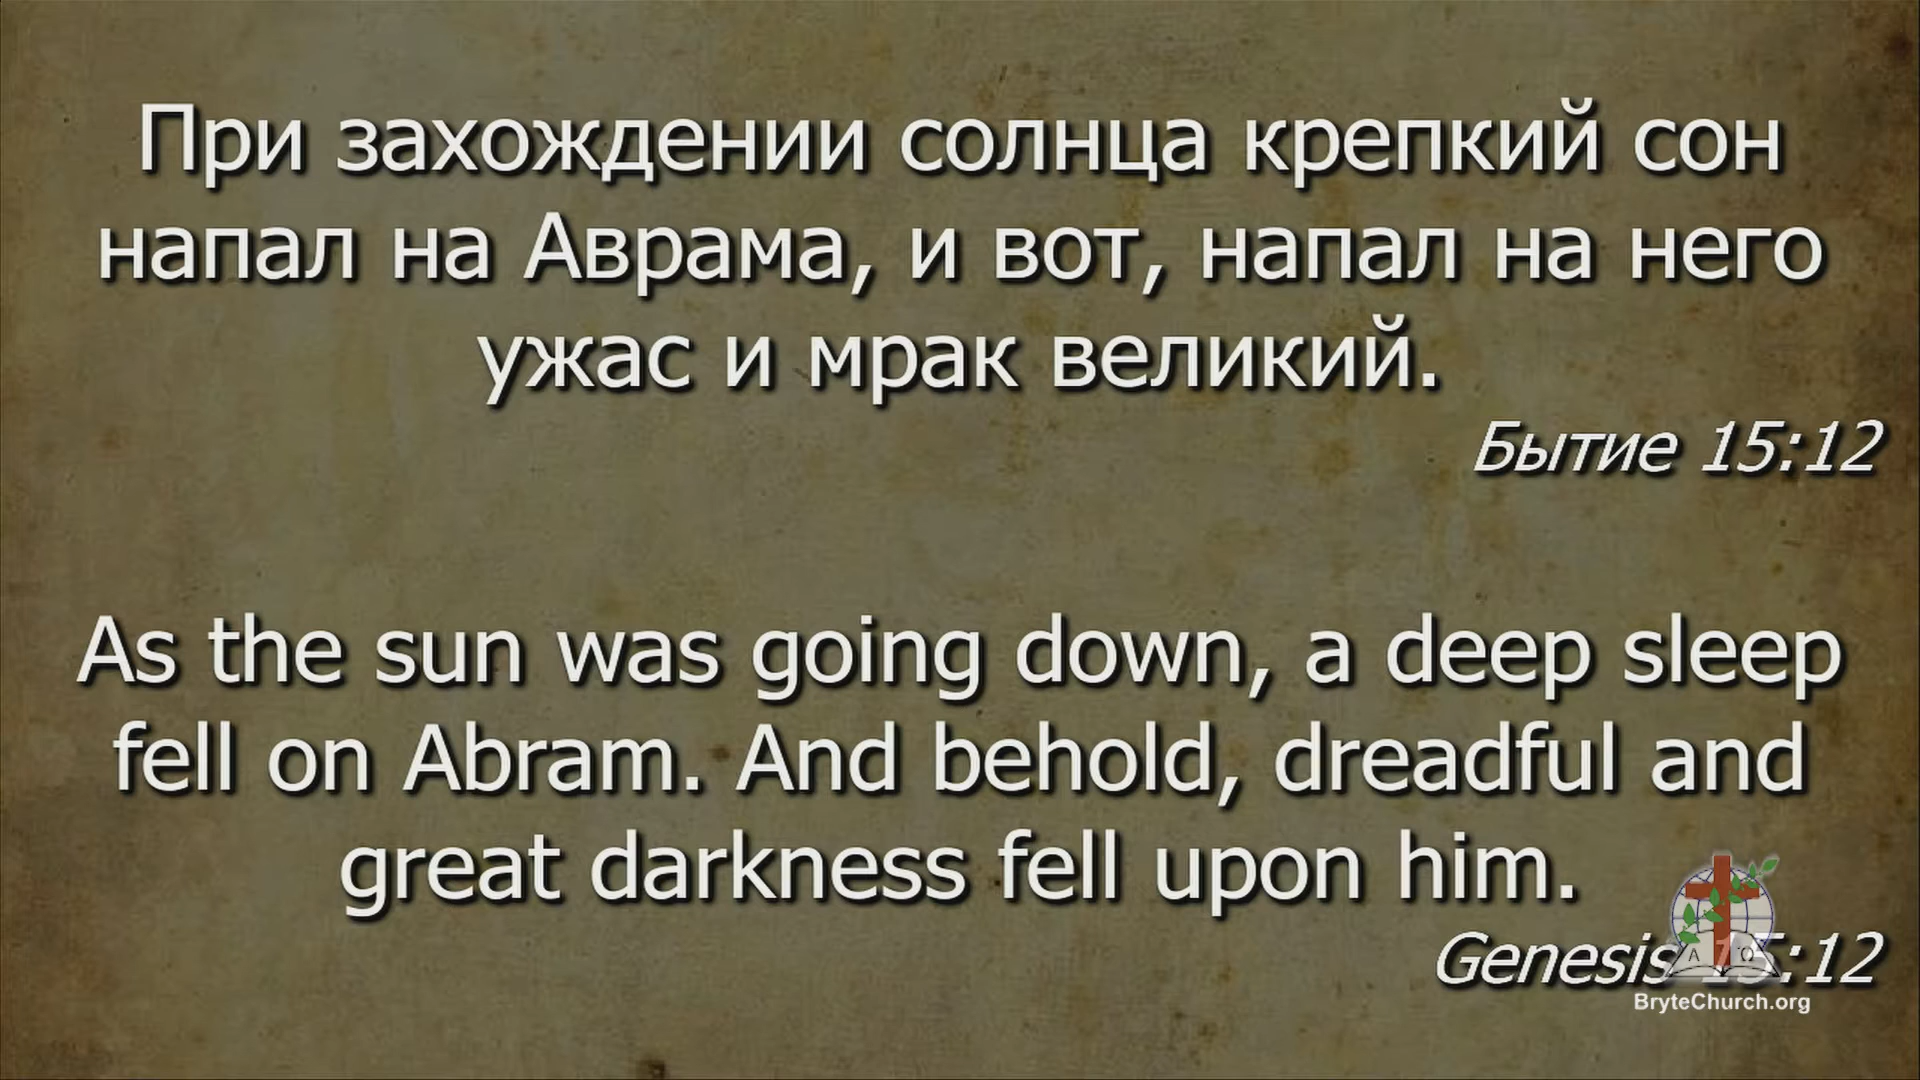 При захождении солнца крепкий сон
напал на Аврама, и вот, напал на него
ужас и мрак великий.
Бытие 15:12
As the sun was going down, a deep sleep
fell on Abram. And behold, dreadful and
great darkness fell upon him.
Genesis 15:12
Α Ω
BryteChurch.org